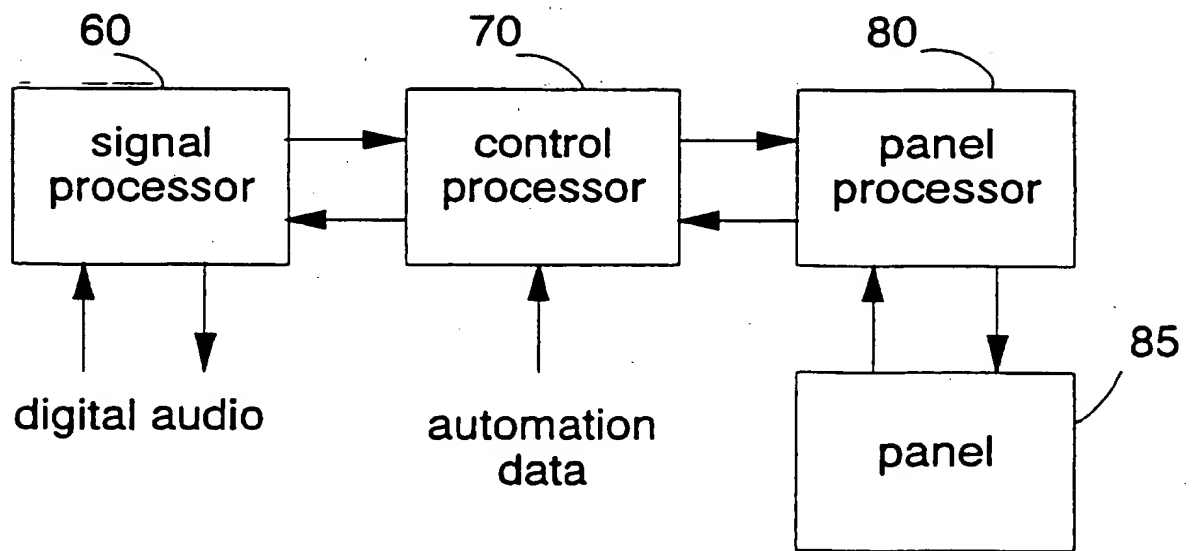 60
70
80
signal
processor
control
processor
panel
processor
85
digital audio
automation
data
panel